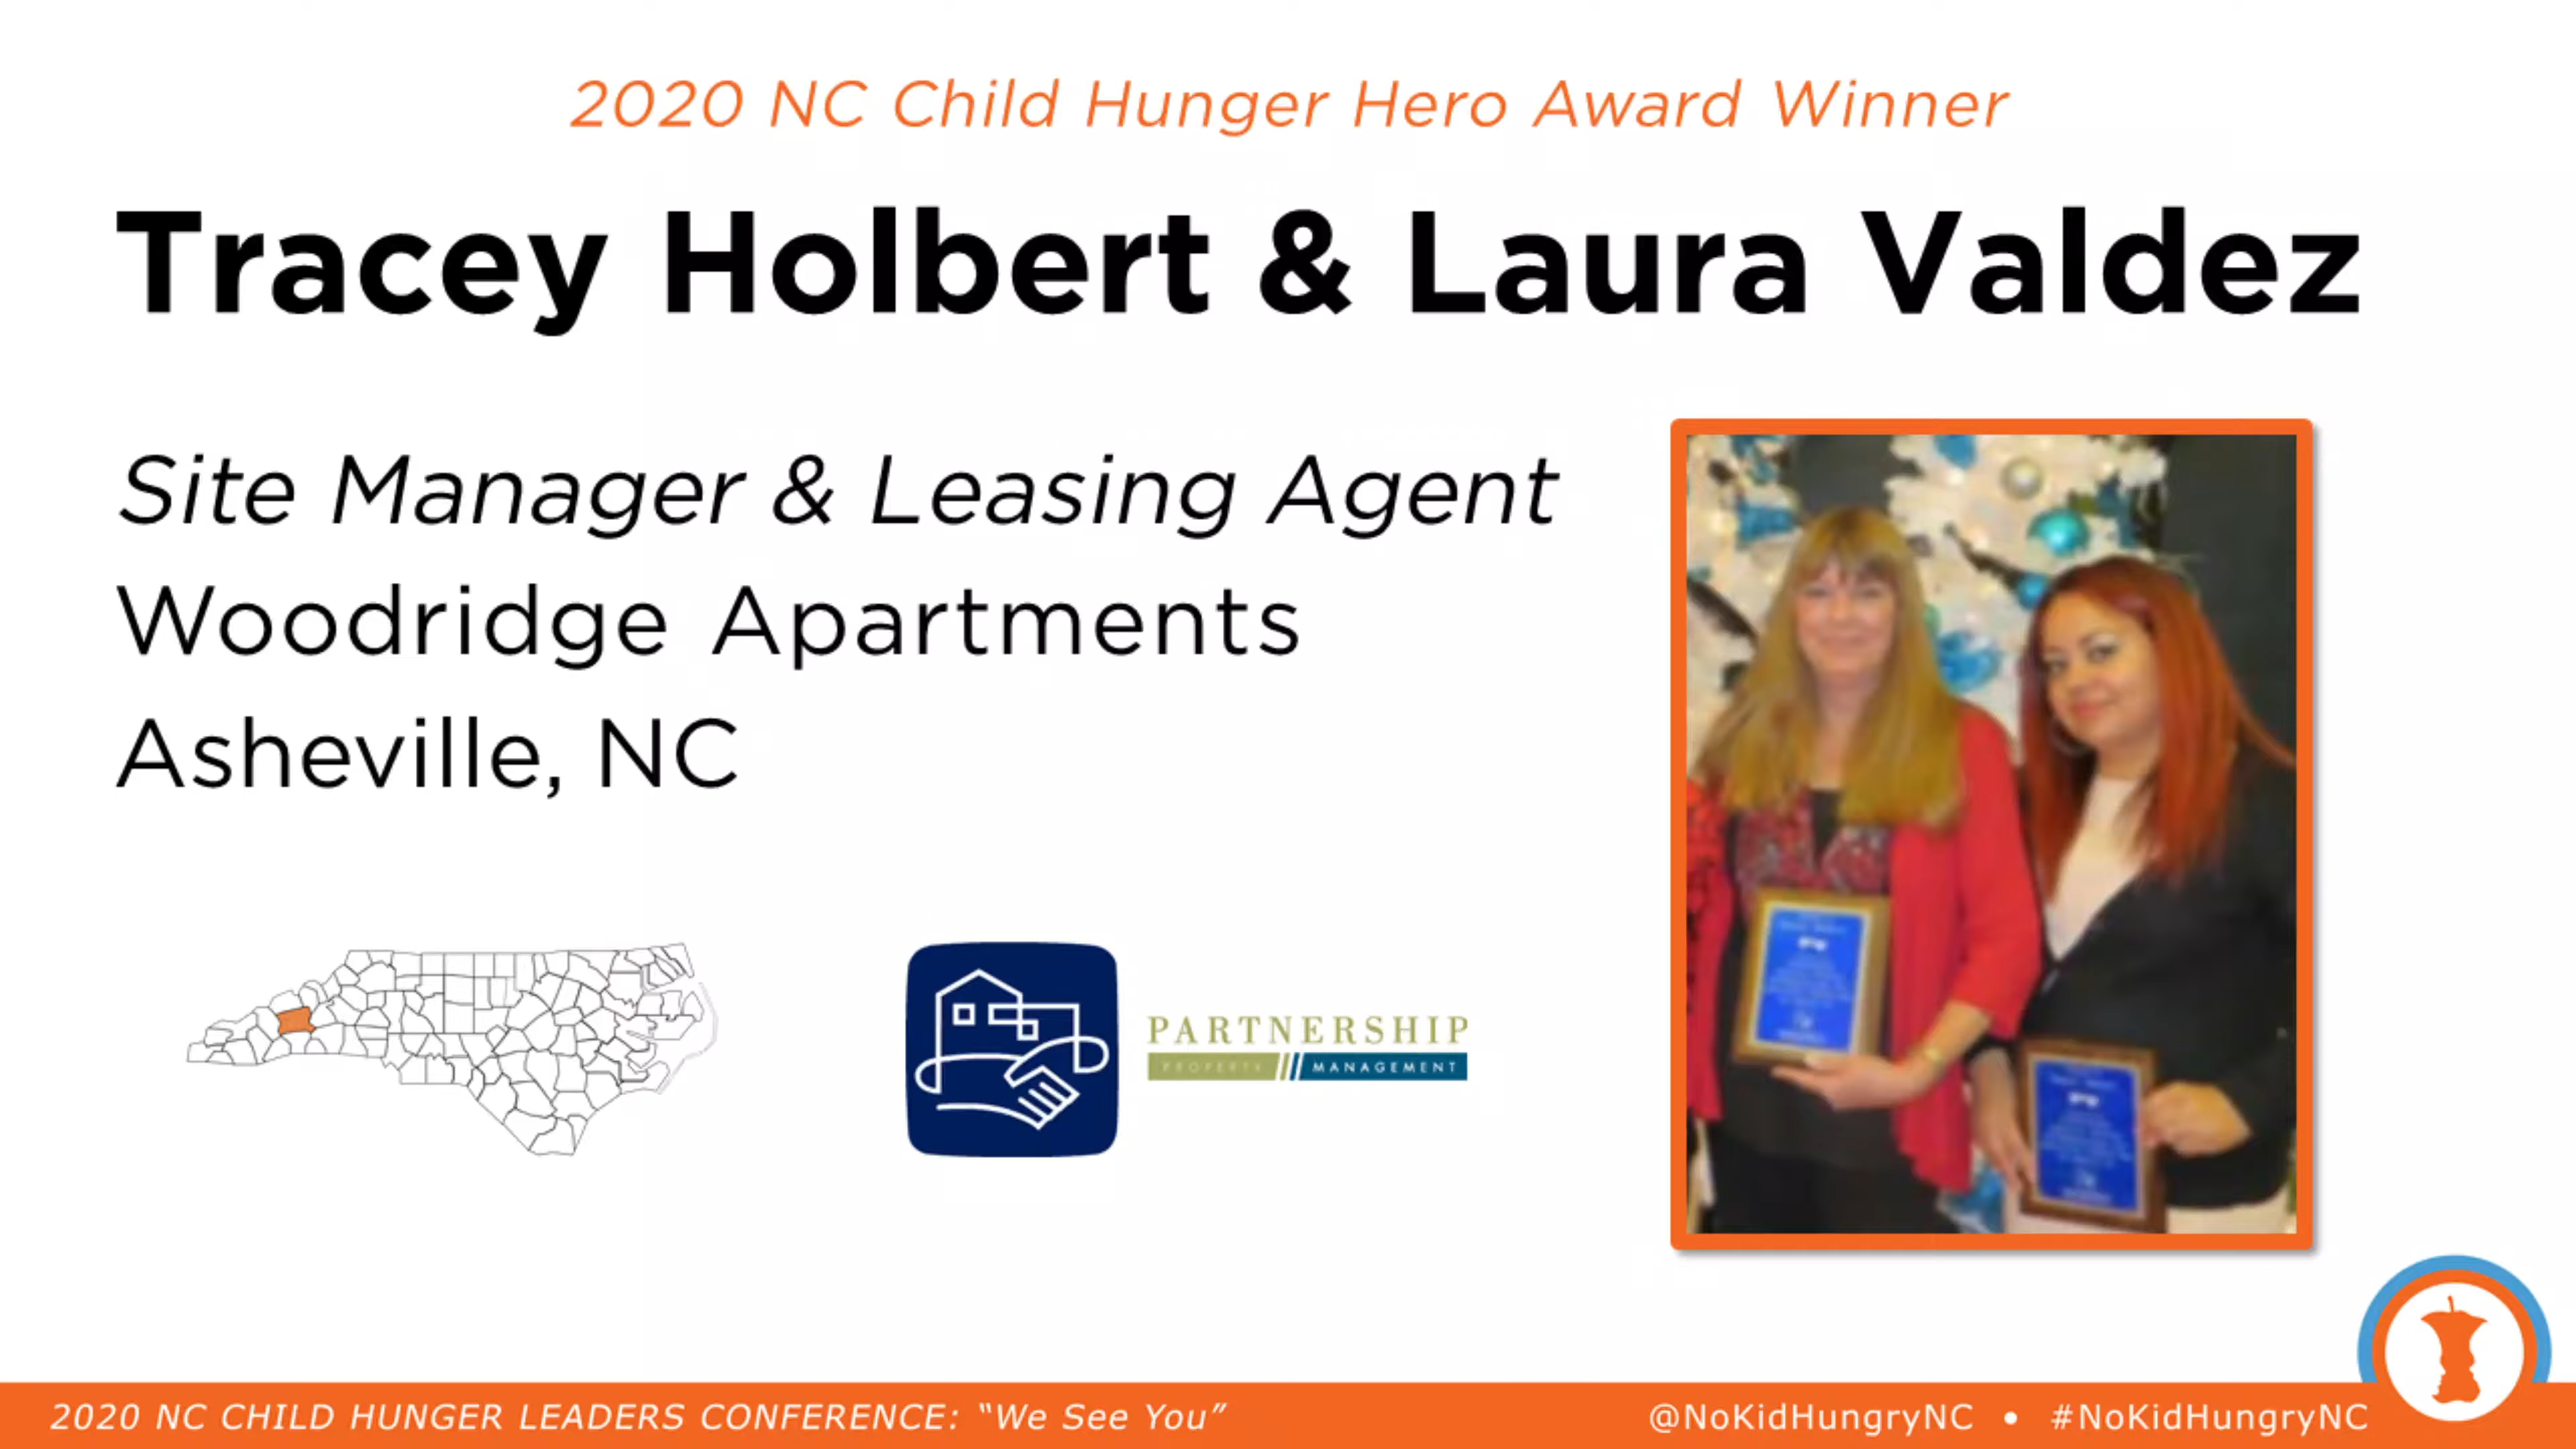 2020 NC Child Hunger Hero Award Winner
Tracey Holbert & Laura Valdez
Site Manager & Leasing Agent
Woodridge Apartments
Asheville, NC
PARTNERSHIP
PROPERTY MANAGEMENT
2020 NC CHILD HUNGER LEADERS CONFERENCE: "We See You"
@NoKidHungryNC • #NoKidHungryNC